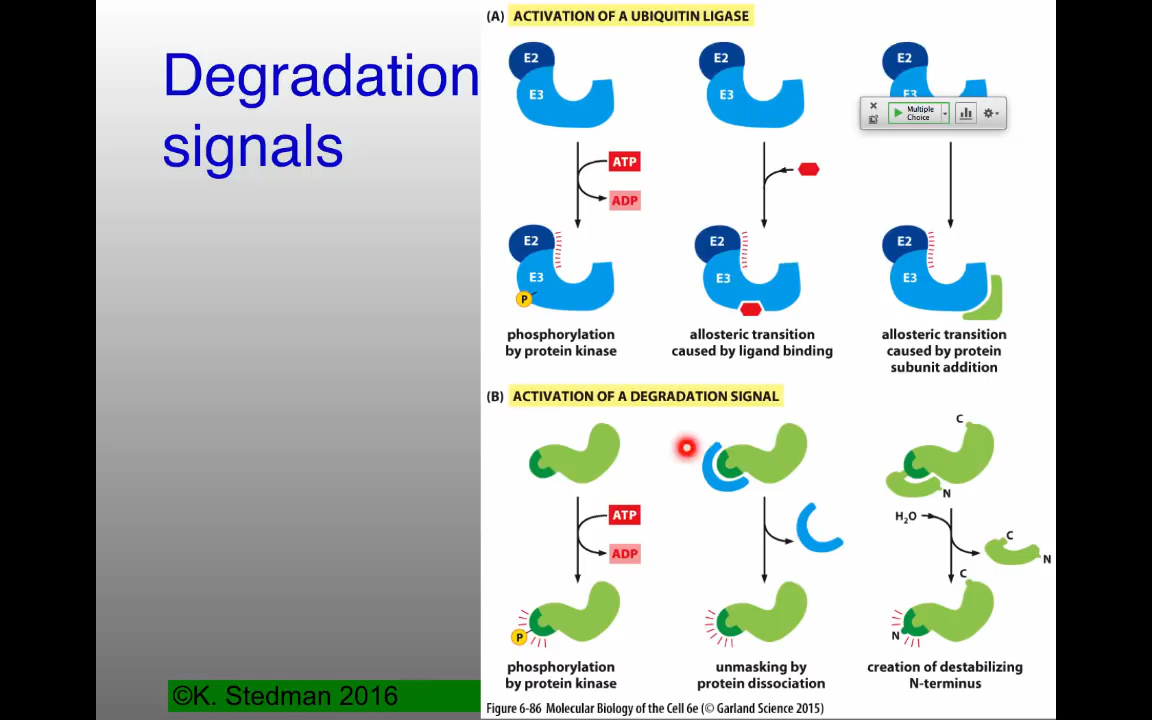 Degradation
signals
©K. Stedman 2016
(A) ACTIVATION OF A UBIQUITIN LIGASE
E2
E3
E2
E3
E2
E3
Multiple
Choice
ATP
ADP
E2
E3
P
E2
E3
E2
E3
phosphorylation
by protein kinase
allosteric transition
caused by ligand binding
allosteric transition
caused by protein
subunit addition
(B) ACTIVATION OF A DEGRADATION SIGNAL
C
N
ATP
ADP
H₂O
C
N
C
P
N
phosphorylation
by protein kinase
unmasking by
protein dissociation
creation of destabilizing
N-terminus
Figure 6-86 Molecular Biology of the Cell 6e (© Garland Science 2015)